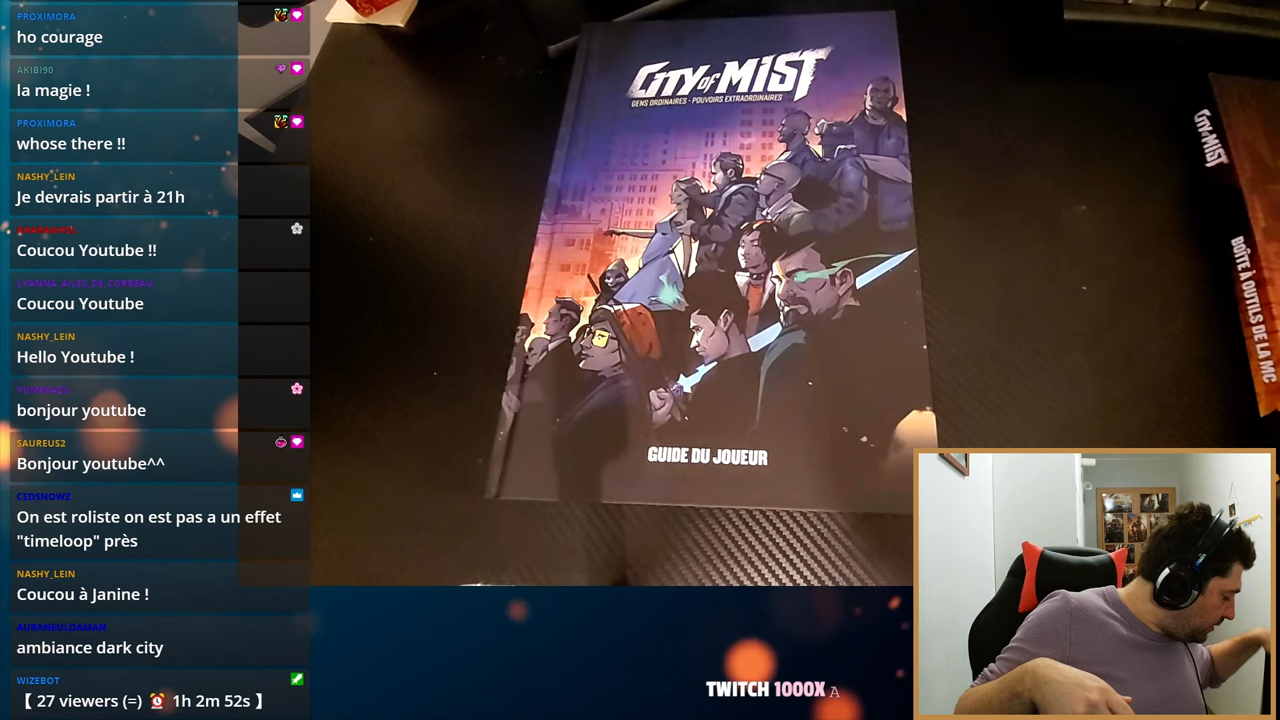 PROXIMORA
ho courage
AKIBI90
la magie !
PROXIMORA
whose there !!
NASHY_LEIN
Je devrais partir à 21h
Coucou Youtube !!
LYANNA_AILES_DE_CORBEAU
Coucou Youtube
NASHY_LEIN
Hello Youtube !
bonjour youtube
SAUREUS2
Bonjour youtube^^
CEDSNOWZ
On est roliste on est pas a un effet
"timeloop" près
NASHY_LEIN
Coucou à Janine !
AURANEULDAMAN
ambiance dark city
WIZEBOT
【 27 viewers (=) ⏰ 1h 2m 52s 】
CITY of MIST
GENS ORDINAIRES - POUVOIRS EXTRAORDINAIRES
GUIDE DU JOUEUR
CITY of MIST
BOÎTE À OUTILS DE LA MC
TWITCH 1000X A